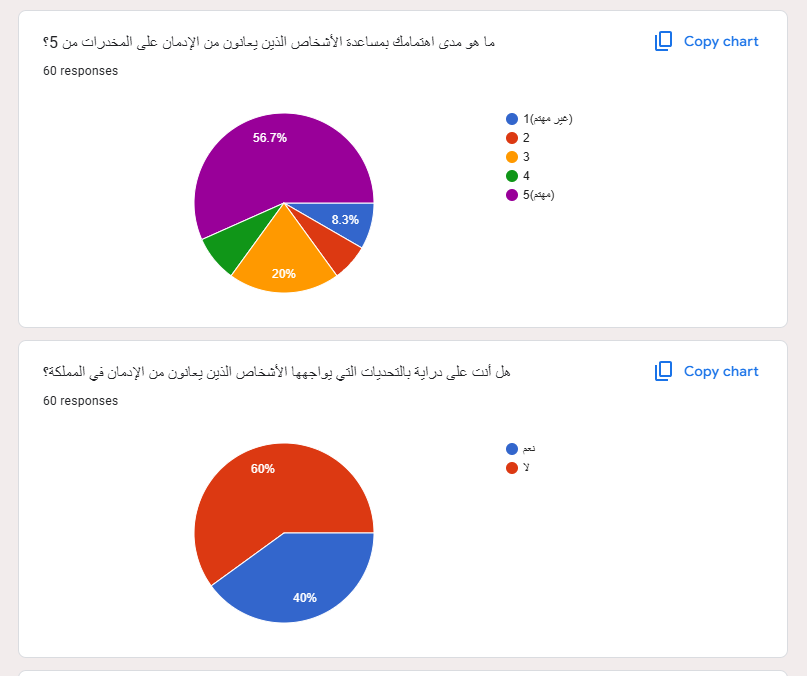 ما هو مدى اهتمامك بمساعدة الأشخاص الذين يعانون من الإدمان على المخدرات من 5؟
Copy chart
60 responses
56.7%
8.3%
20%
1(غير مهتم)
2
3
4
5(مهتم)
هل أنت على دراية بالتحديات التي يواجهها الأشخاص الذين يعانون من الإدمان في المملكة؟
Copy chart
60 responses
60%
40%
نعم
لا